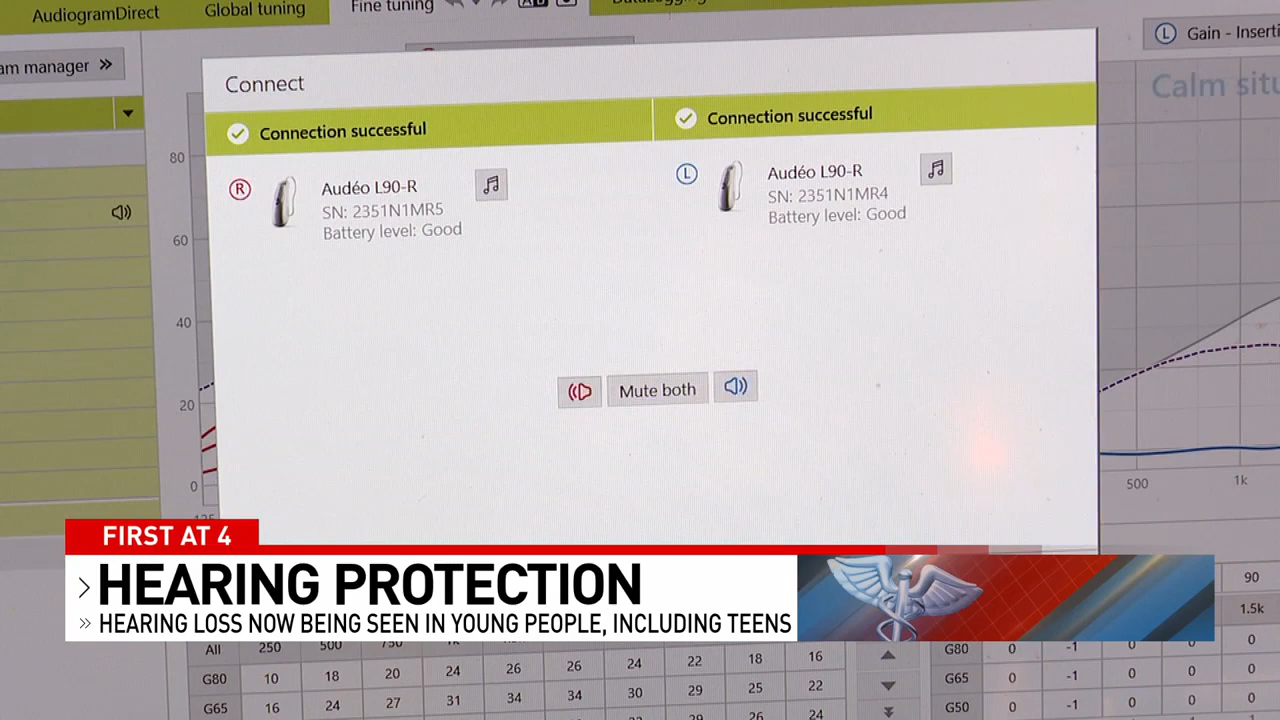 AudiogramDirect
Global tuning
Fine tuning
am manager »
L Gain - Inserti
Calm situ
Connect
Connection successful
Connection successful
R
Audéo L90-R
SN: 2351N1MR5
Battery level: Good
L
Audéo L90-R
SN: 2351N1MR4
Battery level: Good
Mute both
80
60
40
20
0
500 1k
FIRST AT 4
HEARING PROTECTION
» HEARING LOSS NOW BEING SEEN IN YOUNG PEOPLE, INCLUDING TEENS
90
1.5k
All 250 500 750
G80 10 18 20 24 26 26 24 22 18 16
G65 16 24 27 31 34 34 30 29 25 22
G80 0 -1 0 0 0
G65 0 -1 0 0 0
G50 0 -1 0 0 0